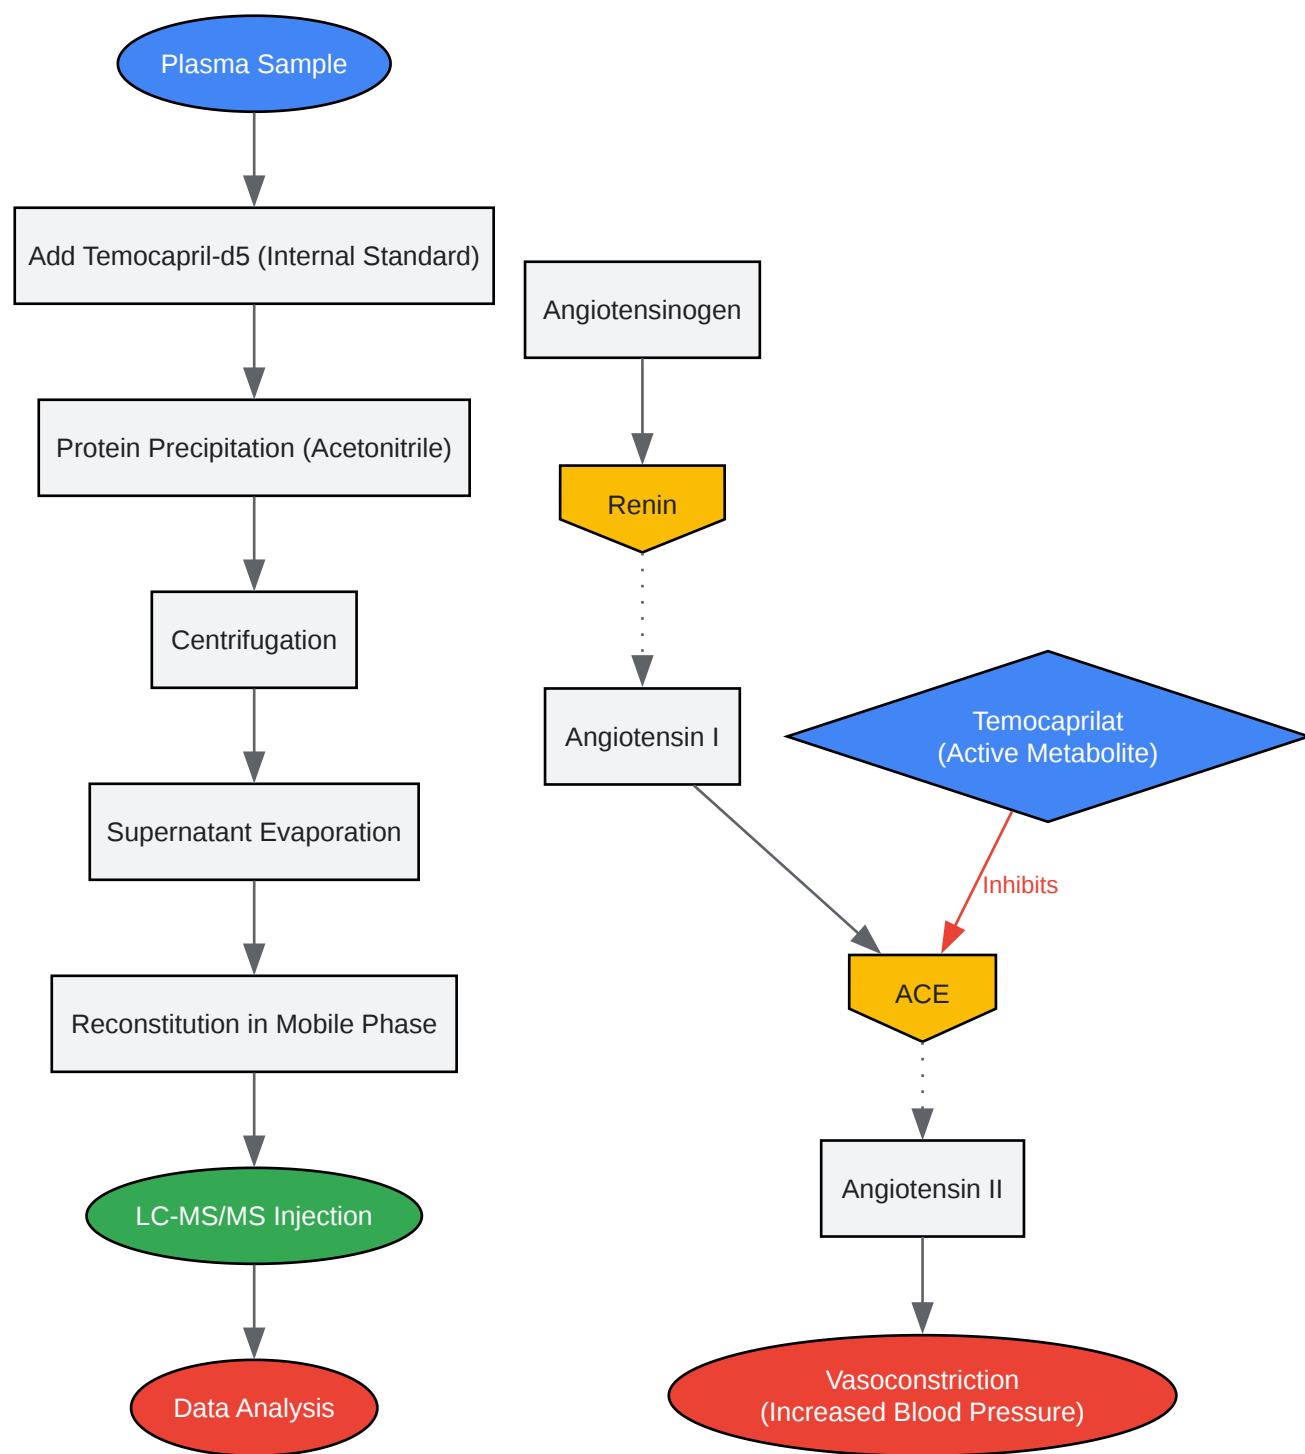 Plasma Sample
Add Temocapril-d5 (Internal Standard)
Protein Precipitation (Acetonitrile)
Centrifugation
Supernatant Evaporation
Reconstitution in Mobile Phase
LC-MS/MS Injection
Data Analysis
Angiotensinogen
Renin
Angiotensin I
Temocaprilat
(Active Metabolite)
Inhibits
ACE
Angiotensin II
Vasoconstriction
(Increased Blood Pressure)